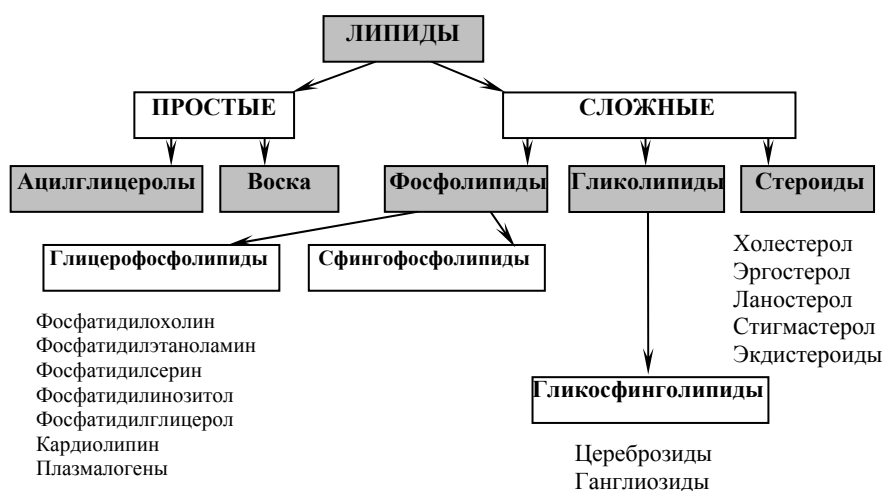 ЛИПИДЫ
ПРОСТЫЕ
СЛОЖНЫЕ
Ацилглицеролы
Воска
Фосфолипиды
Гликолипиды
Стероиды
Глицерофосфолипиды
Сфингофосфолипиды
Холестерол
Эргостерол
Ланостерол
Стигмастерол
Экдистероиды
Фосфатидилохолин
Фосфатидилэтаноламин
Фосфатидилсерин
Фосфатидилинозитол
Фосфатидилглицерол
Кардиолипин
Плазмалогены
Гликосфинголипиды
Цереброзиды
Ганглиозиды